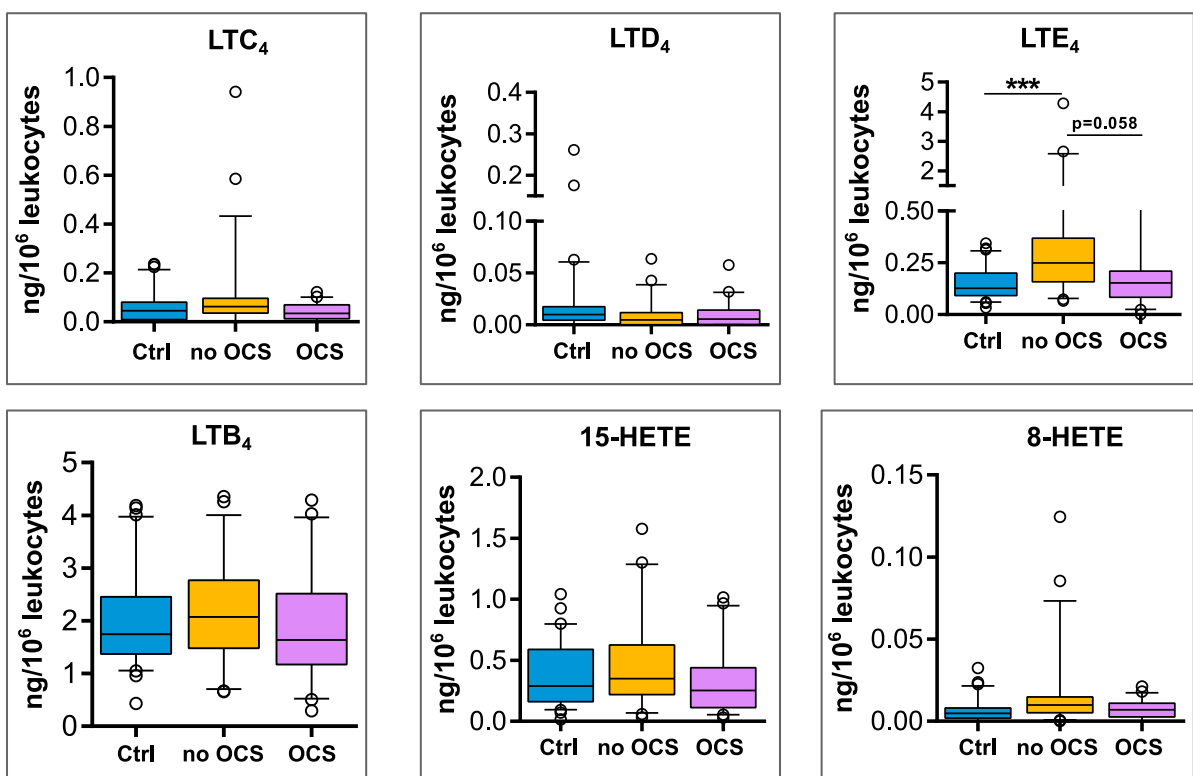 LTC₄
ng/10⁶ leukocytes
1.0
0.8
0.6
0.4
0.2
0.0
Ctrl no OCS OCS
LTD₄
ng/10⁶ leukocytes
0.4
0.3
0.2
0.10
0.05
0.00
Ctrl no OCS OCS
LTE₄
ng/10⁶ leukocytes
5
4
3
2
0.50
0.25
0.00
***
p=0.058
Ctrl no OCS OCS
LTB₄
ng/10⁶ leukocytes
5
4
3
2
1
0
Ctrl no OCS OCS
15-HETE
ng/10⁶ leukocytes
2.0
1.5
1.0
0.5
0.0
Ctrl no OCS OCS
8-HETE
ng/10⁶ leukocytes
0.15
0.10
0.05
0.00
Ctrl no OCS OCS